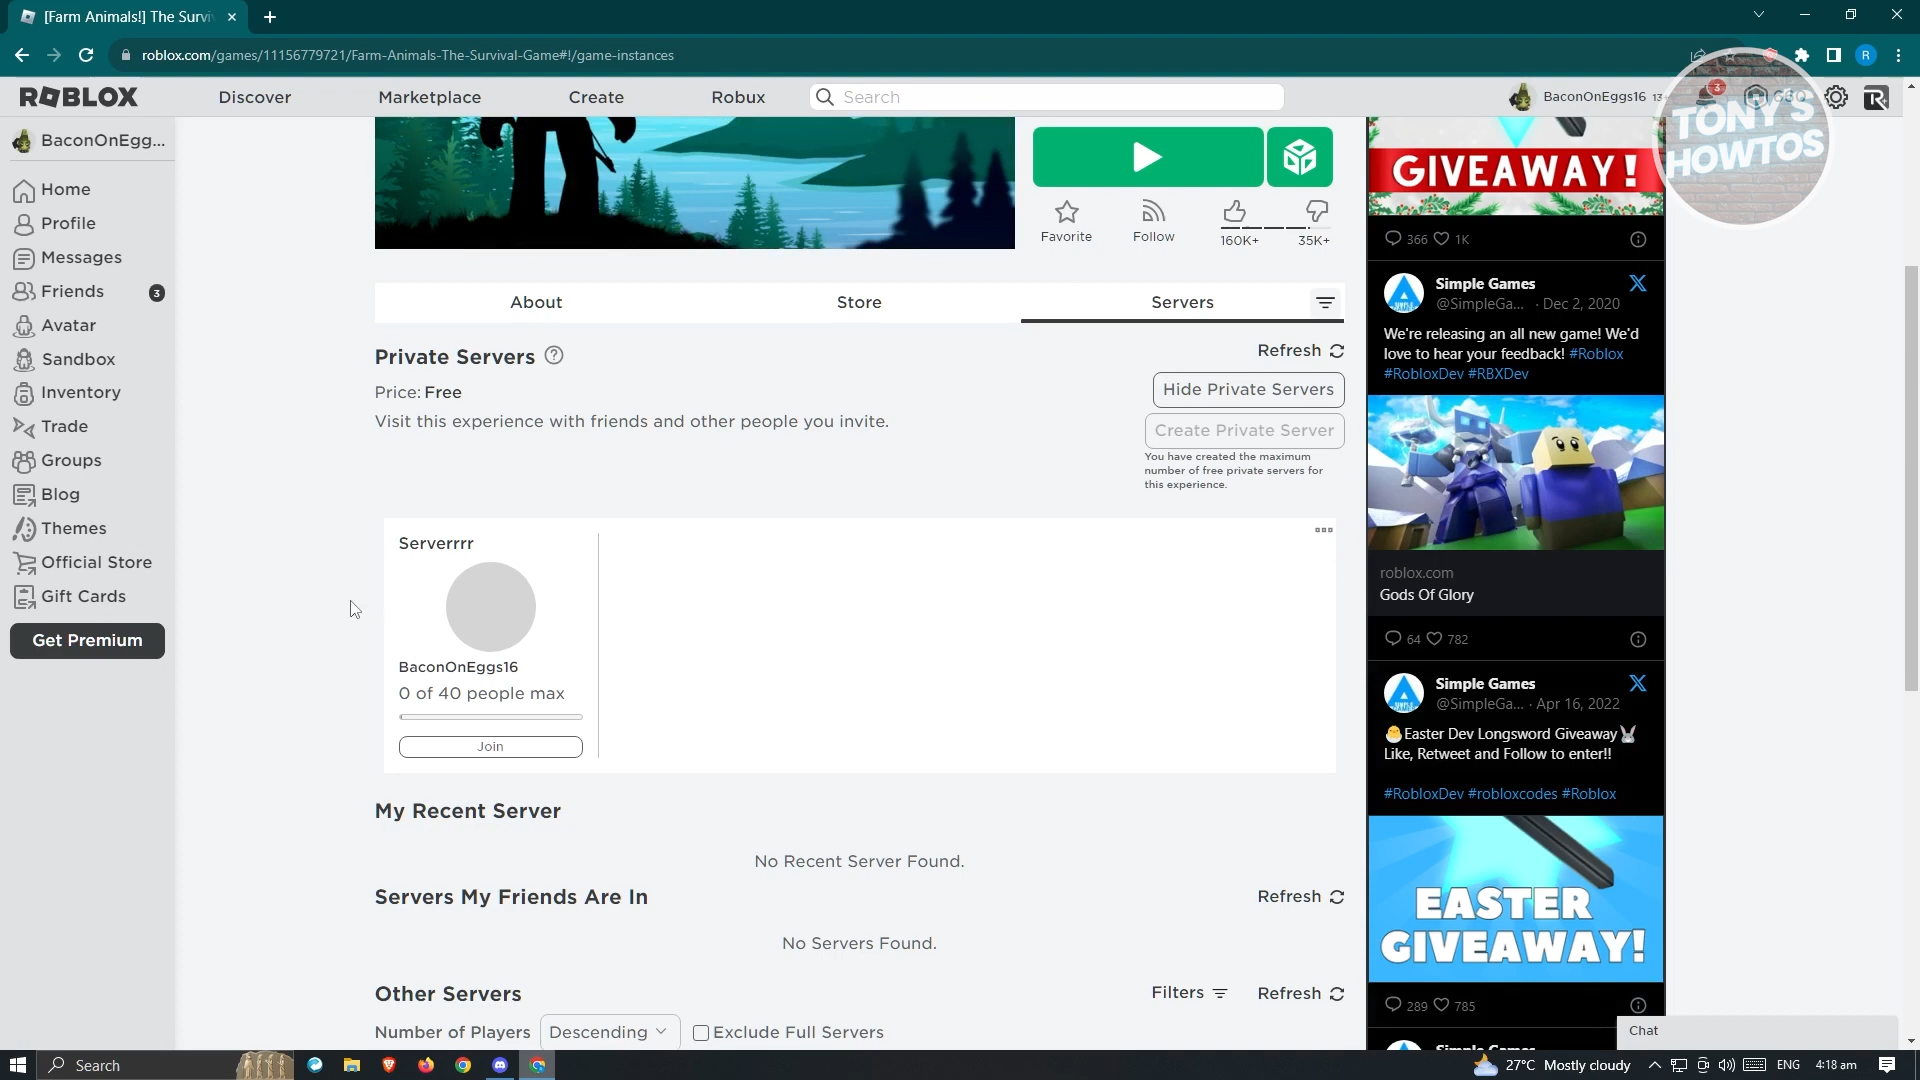 [Farm Animals!] The Survi
roblox.com/games/11156779721/Farm-Animals-The-Survival-Game#!/game-instances
R
ROBLOX
Discover
Marketplace
Create
Robux
Search
BaconOnEggs16
3
TONY'S
HOWTOS
BaconOnEgg...
Home
Profile
Messages
Friends
3
Avatar
Sandbox
Inventory
Trade
Groups
Blog
Themes
Official Store
Gift Cards
Get Premium
Favorite
Follow
160K+
35K+
About
Store
Servers
Private Servers
Refresh
Price: Free
Hide Private Servers
Visit this experience with friends and other people you invite.
Create Private Server
You have created the maximum
number of free private servers for
this experience.
Serverrrr
BaconOnEggs16
0 of 40 people max
Join
My Recent Server
No Recent Server Found.
Servers My Friends Are In
Refresh
No Servers Found.
Other Servers
Filters
Refresh
Number of Players
Descending
Exclude Full Servers
GIVEAWAY!
366
1K
Simple Games
@SimpleGa... · Dec 2, 2020
We're releasing an all new game! We'd
love to hear your feedback! #Roblox
#RobloxDev #RBXDev
roblox.com
Gods Of Glory
64
782
Simple Games
@SimpleGa... · Apr 16, 2022
🐣Easter Dev Longsword Giveaway🐰
Like, Retweet and Follow to enter!!
#RobloxDev #robloxcodes #Roblox
EASTER
GIVEAWAY!
289
785
Chat
Search
27°C Mostly cloudy
ENG
4:18 am